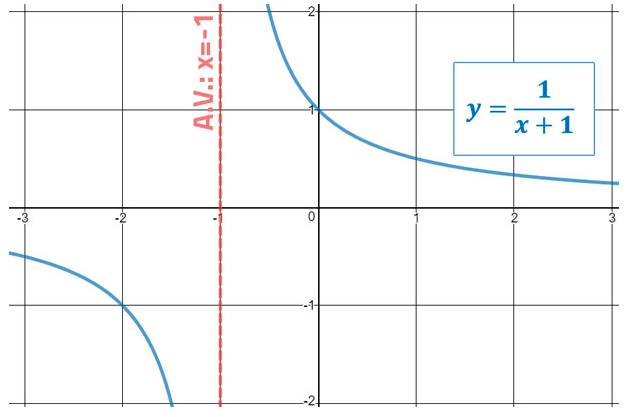 2
A.V.: x=-1
y = 1 / (x + 1)
1
-3 -2 -1 0 1 2 3
-1
-2